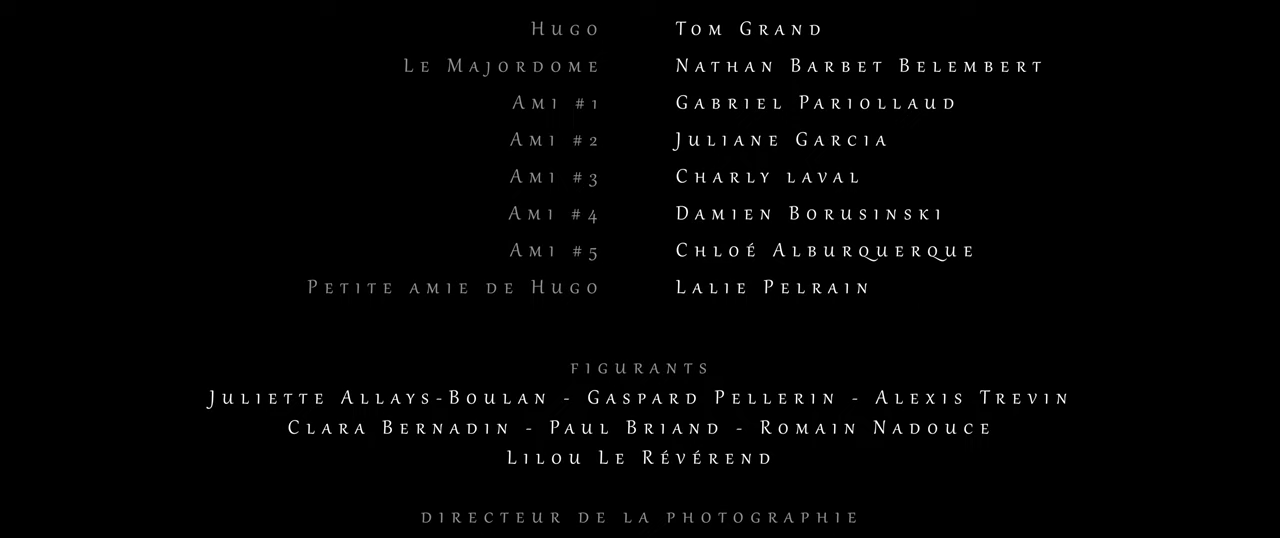 Hugo Tom Grand
Le Majordome Nathan Barbet Belembert
Ami #1 Gabriel Pariollaud
Ami #2 Juliane Garcia
Ami #3 Charly laval
Ami #4 Damien Borusinski
Ami #5 Chloé Alburquerque
Petite amie de Hugo Lalie Pelrain
figurants
Juliette Allays-Boulan - Gaspard Pellerin - Alexis Trevin
Clara Bernadin - Paul Briand - Romain Nadouce
Lilou Le Révérend
directeur de la photographie